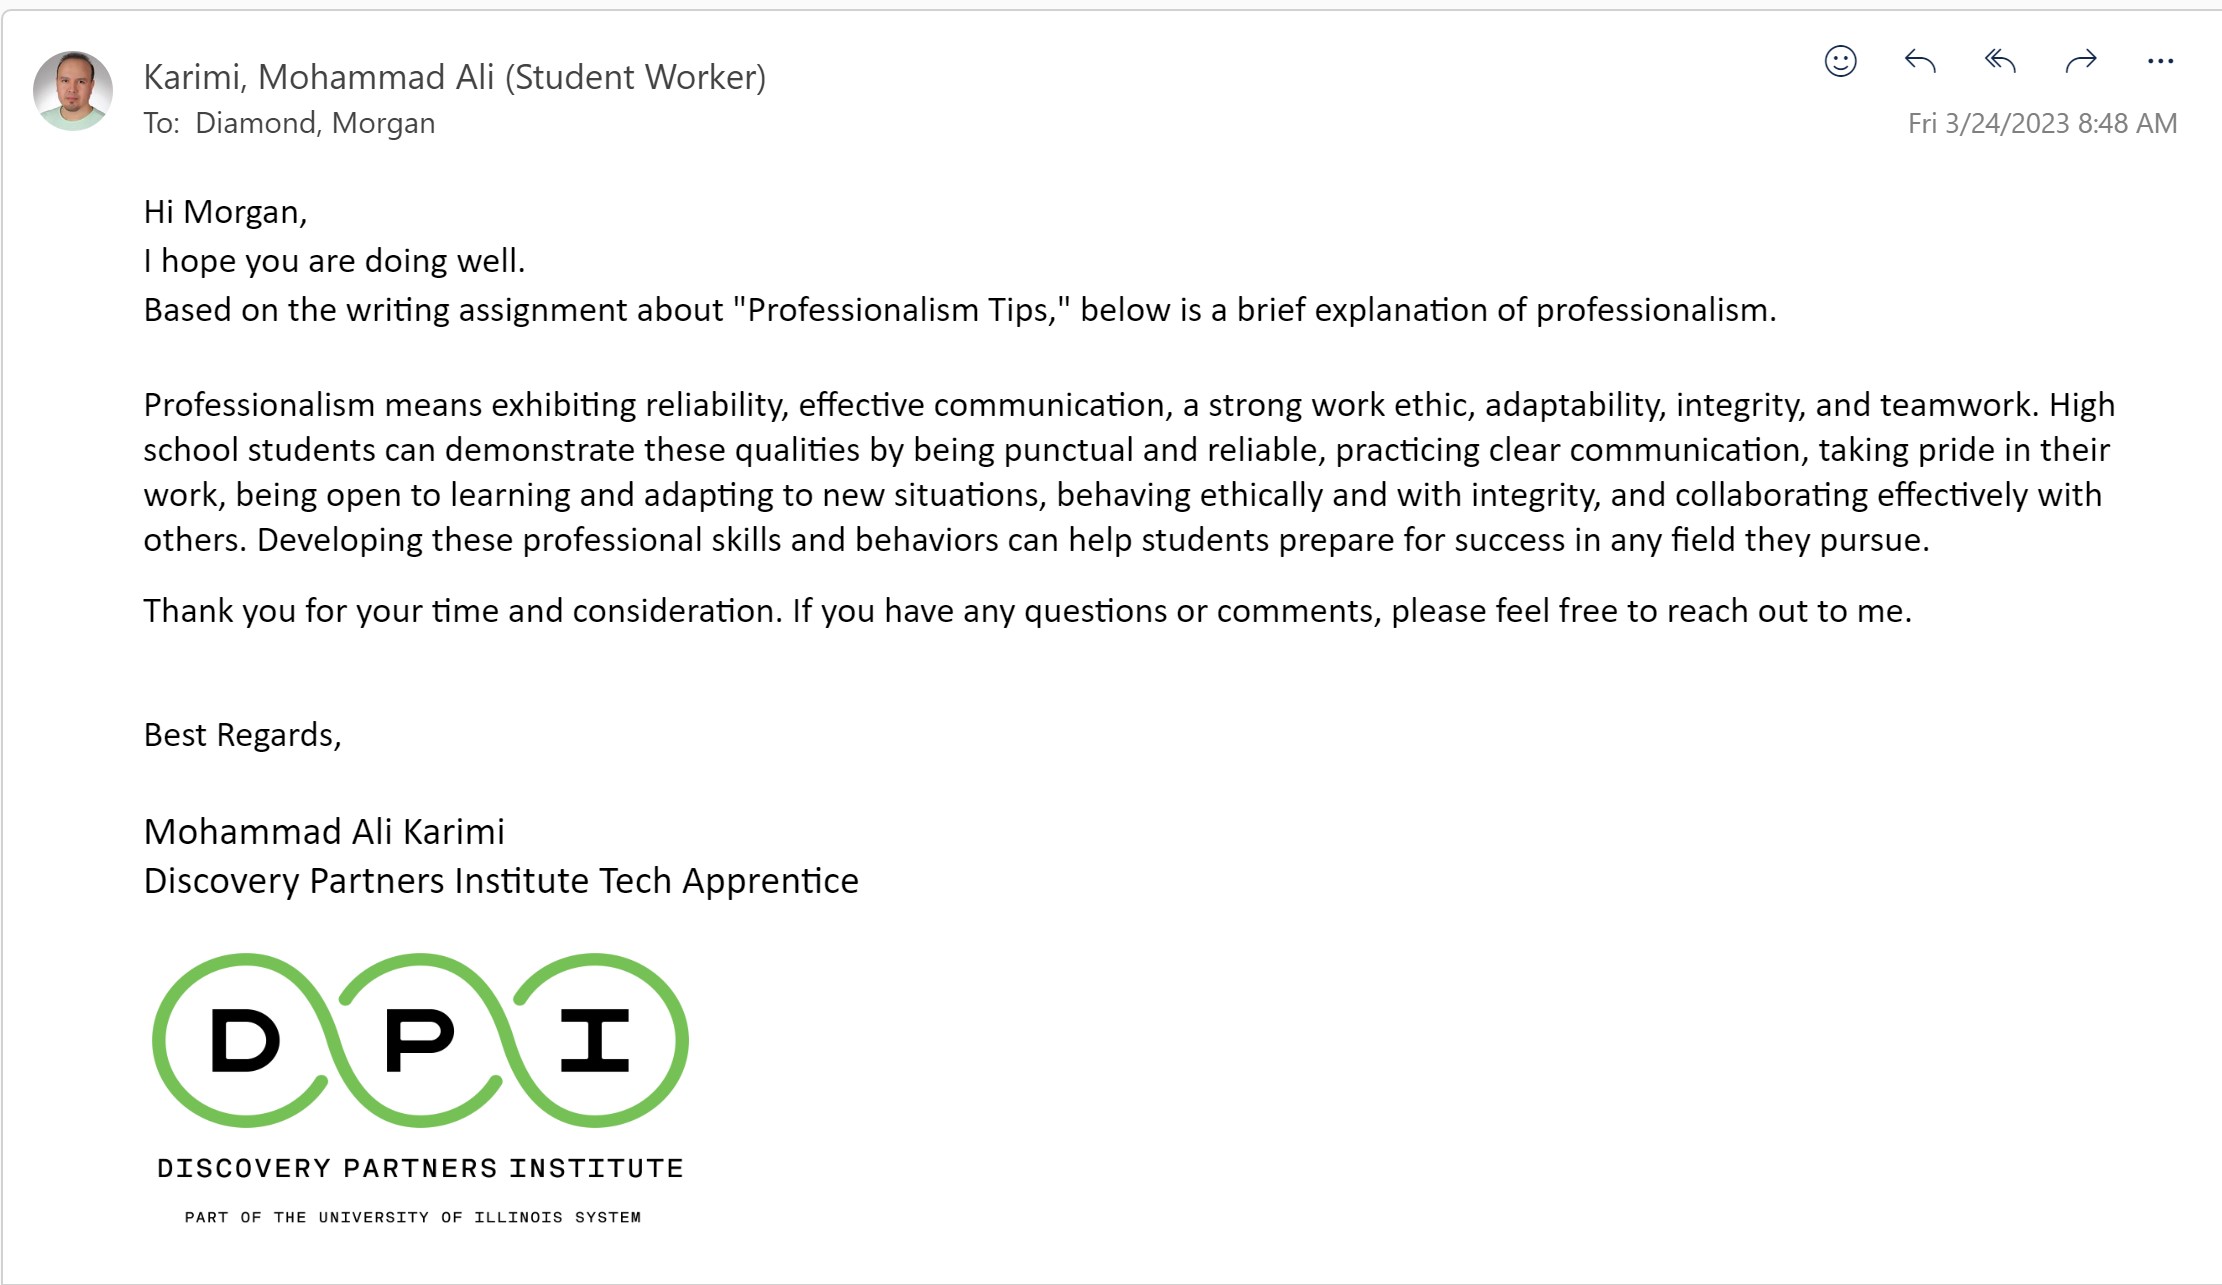 Karimi, Mohammad Ali (Student Worker)
To: Diamond, Morgan
Fri 3/24/2023 8:48 AM
Hi Morgan,
I hope you are doing well.
Based on the writing assignment about "Professionalism Tips," below is a brief explanation of professionalism.
Professionalism means exhibiting reliability, effective communication, a strong work ethic, adaptability, integrity, and teamwork. High
school students can demonstrate these qualities by being punctual and reliable, practicing clear communication, taking pride in their
work, being open to learning and adapting to new situations, behaving ethically and with integrity, and collaborating effectively with
others. Developing these professional skills and behaviors can help students prepare for success in any field they pursue.
Thank you for your time and consideration. If you have any questions or comments, please feel free to reach out to me.
Best Regards,
Mohammad Ali Karimi
Discovery Partners Institute Tech Apprentice
D P I
DISCOVERY PARTNERS INSTITUTE
PART OF THE UNIVERSITY OF ILLINOIS SYSTEM